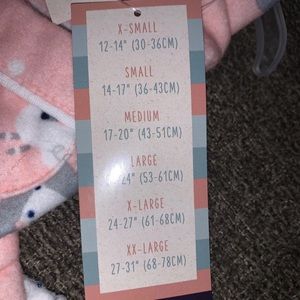 X-SMALL
12-14" (30-36CM)
SMALL
14-17" (36-43CM)
MEDIUM
17-20" (43-51CM)
LARGE
24" (53-61CM)
X-LARGE
24-27" (61-68CM)
XX-LARGE
27-31" (68-78CM)